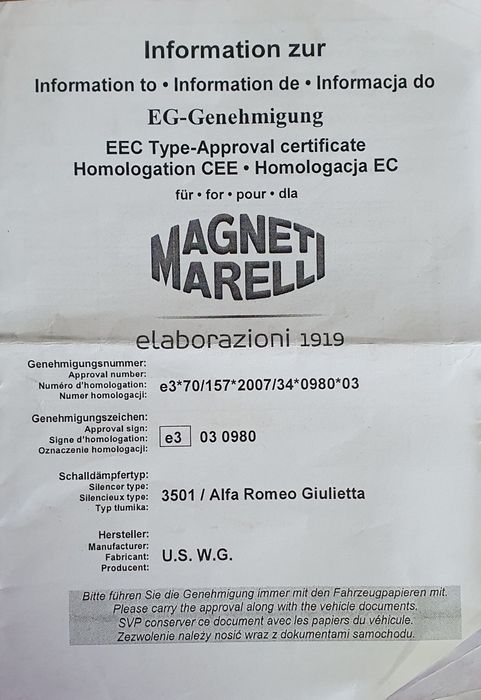 Information zur
Information to • Information de • Informacja do
EG-Genehmigung
EEC Type-Approval certificate
Homologation CEE • Homologacja EC
für • for • pour • dla
MAGNETI
MARELLI
elaborazioni 1919
Genehmigungsnummer:
Approval number:
Numéro d'homologation: e3*70/157*2007/34*0980*03
Numer homologacji:
Genehmigungszeichen:
Approval sign:
Signe d'homologation: e3 03 0980
Oznaczenie homologacji:
Schalldämpfertyp:
Silencer type:
Silencieux type: 3501 / Alfa Romeo Giulietta
Typ tłumika:
Hersteller:
Manufacturer:
Fabricant: U.S. W.G.
Producent:
Bitte führen Sie die Genehmigung immer mit den Fahrzeugpapieren mit.
Please carry the approval along with the vehicle documents.
SVP conserver ce document avec les papiers du véhicule.
Zezwolenie należy nosić wraz z dokumentami samochodu.